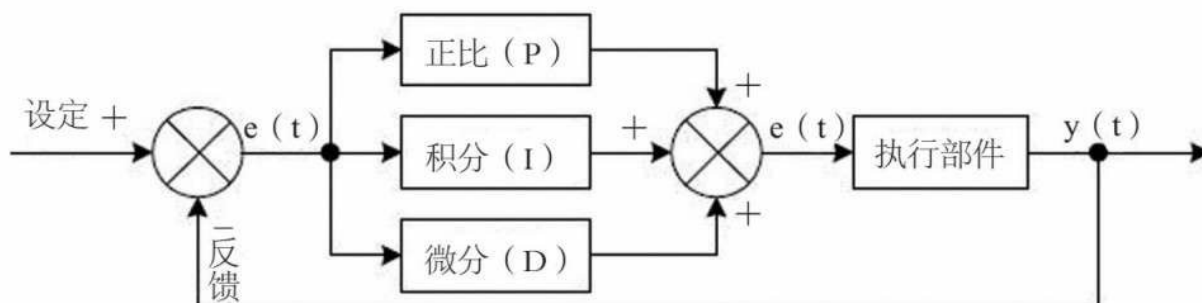 正比（P）
设定 +
e（t）
积分（I）
+
+
e（t）
执行部件
y（t）
+
微分（D）
−
反
馈